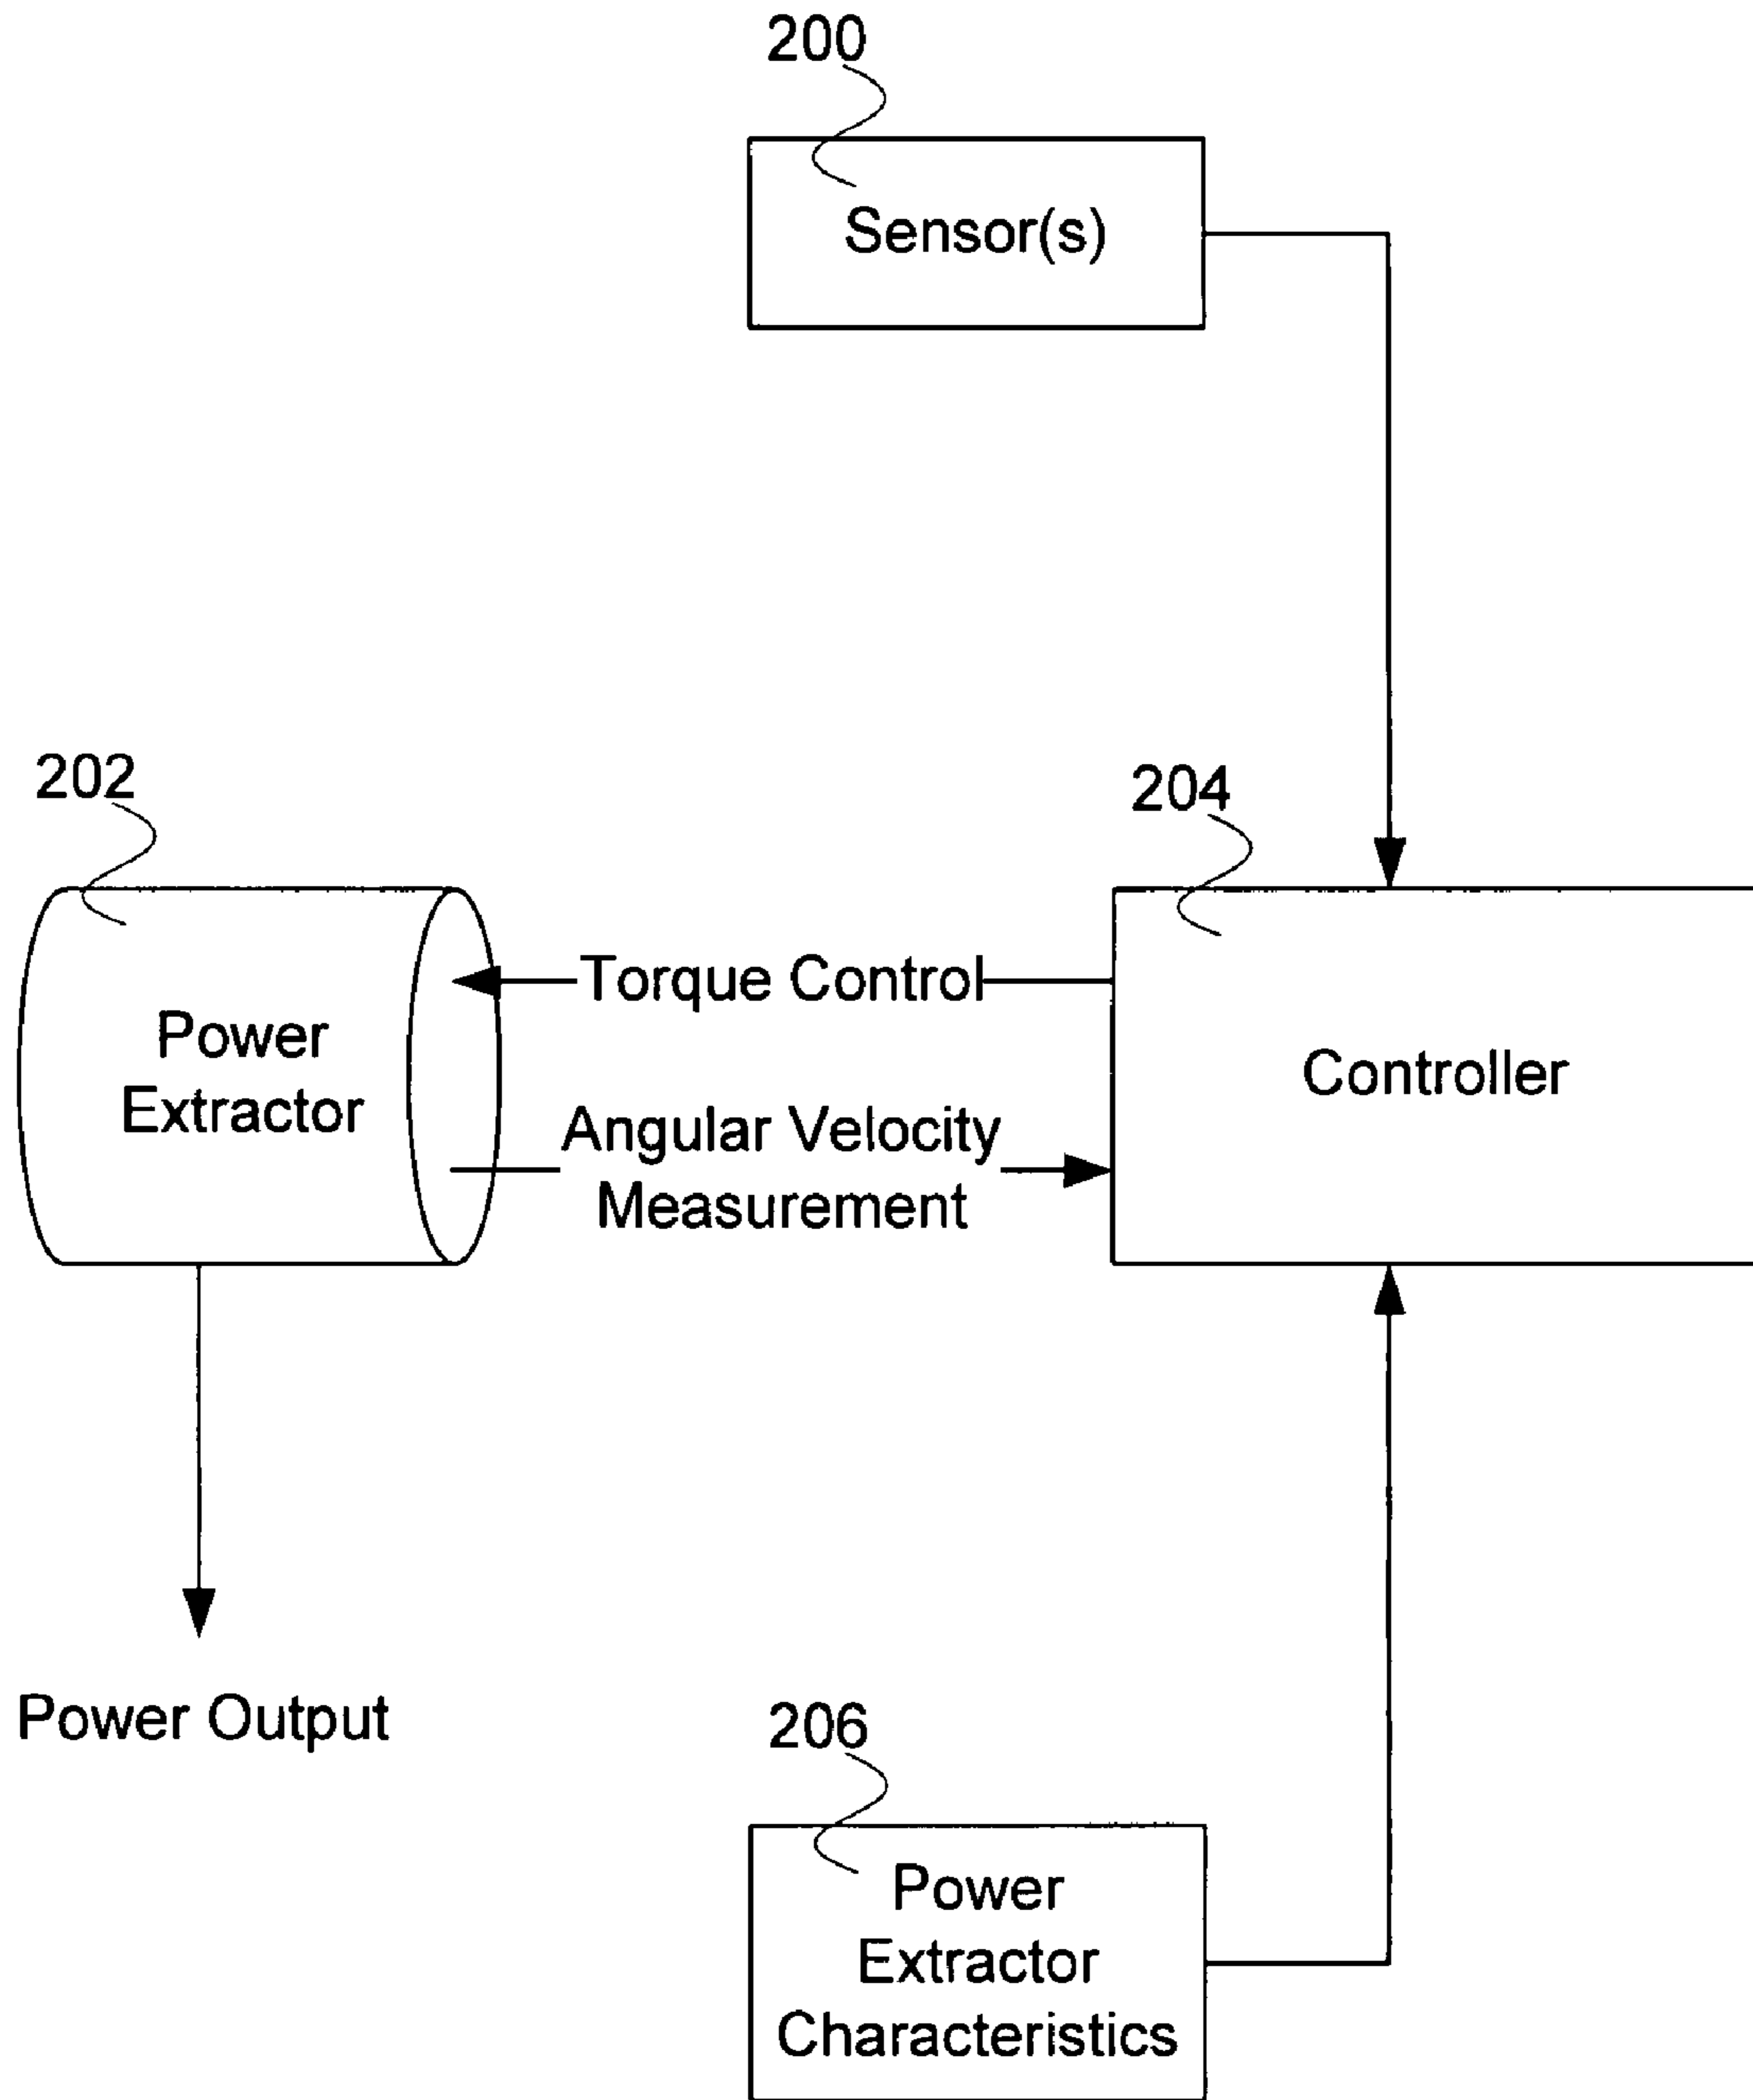 200
Sensor(s)
202
204
Torque Control
Power
Extractor
Controller
Angular Velocity
Measurement
Power Output
206
Power
Extractor
Characteristics